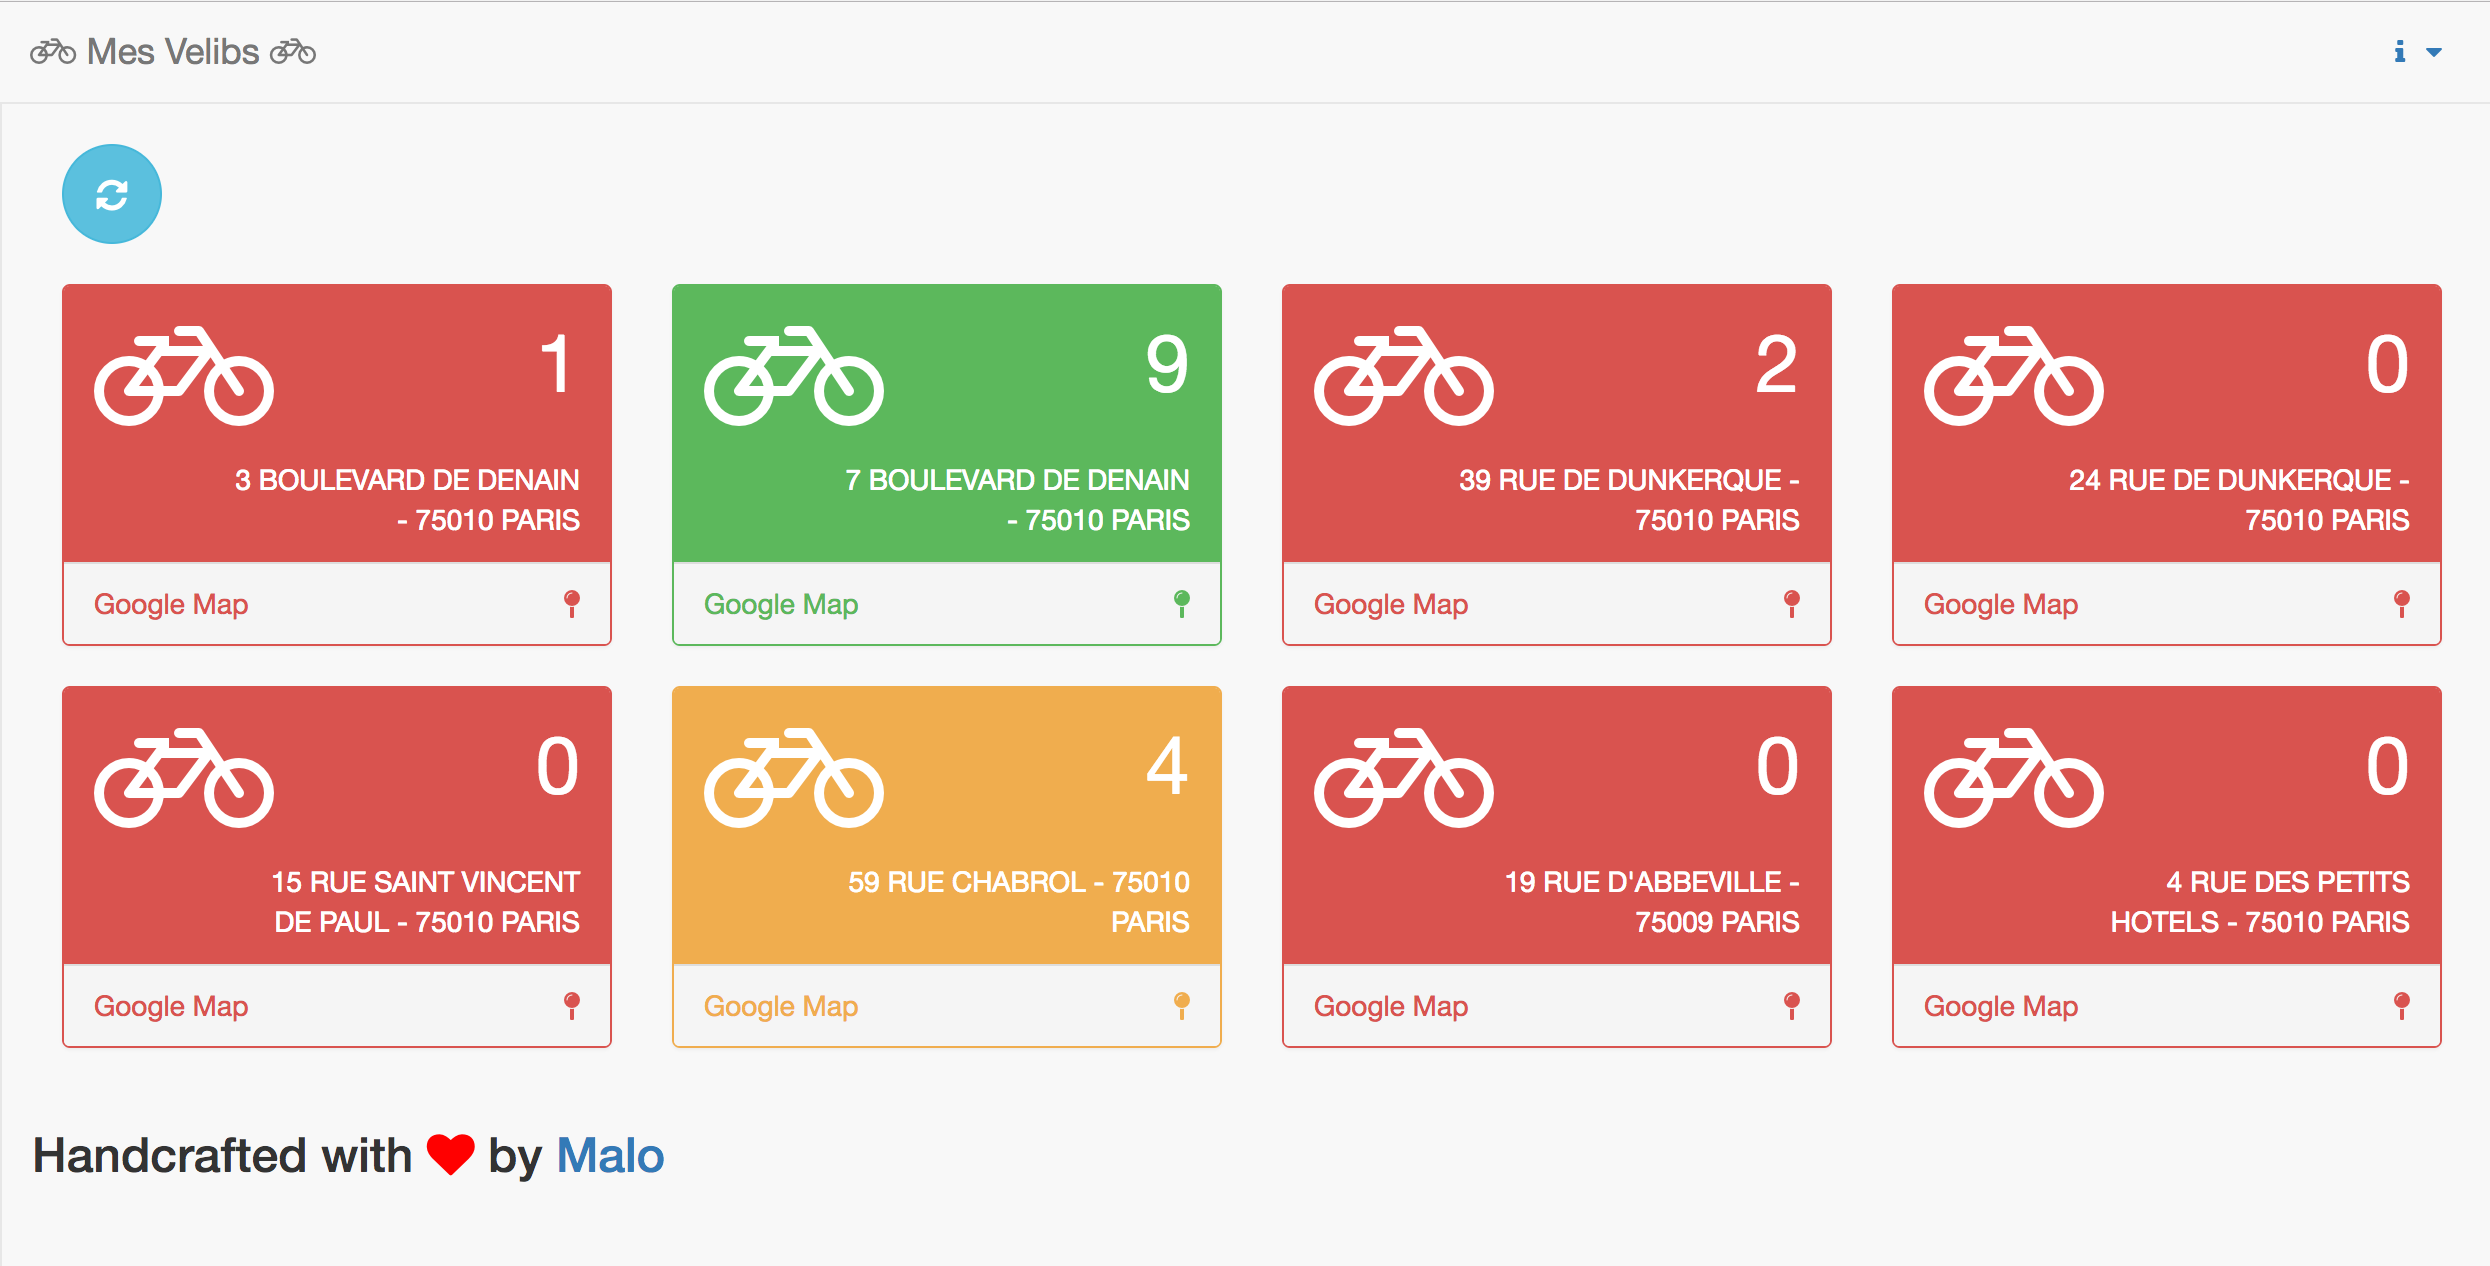 Mes Velibs
1
3 BOULEVARD DE DENAIN
- 75010 PARIS
Google Map
9
7 BOULEVARD DE DENAIN
- 75010 PARIS
Google Map
2
39 RUE DE DUNKERQUE -
75010 PARIS
Google Map
0
24 RUE DE DUNKERQUE -
75010 PARIS
Google Map
0
15 RUE SAINT VINCENT
DE PAUL - 75010 PARIS
Google Map
4
59 RUE CHABROL - 75010
PARIS
Google Map
0
19 RUE D'ABBEVILLE -
75009 PARIS
Google Map
0
4 RUE DES PETITS
HOTELS - 75010 PARIS
Google Map
Handcrafted with ❤ by Malo